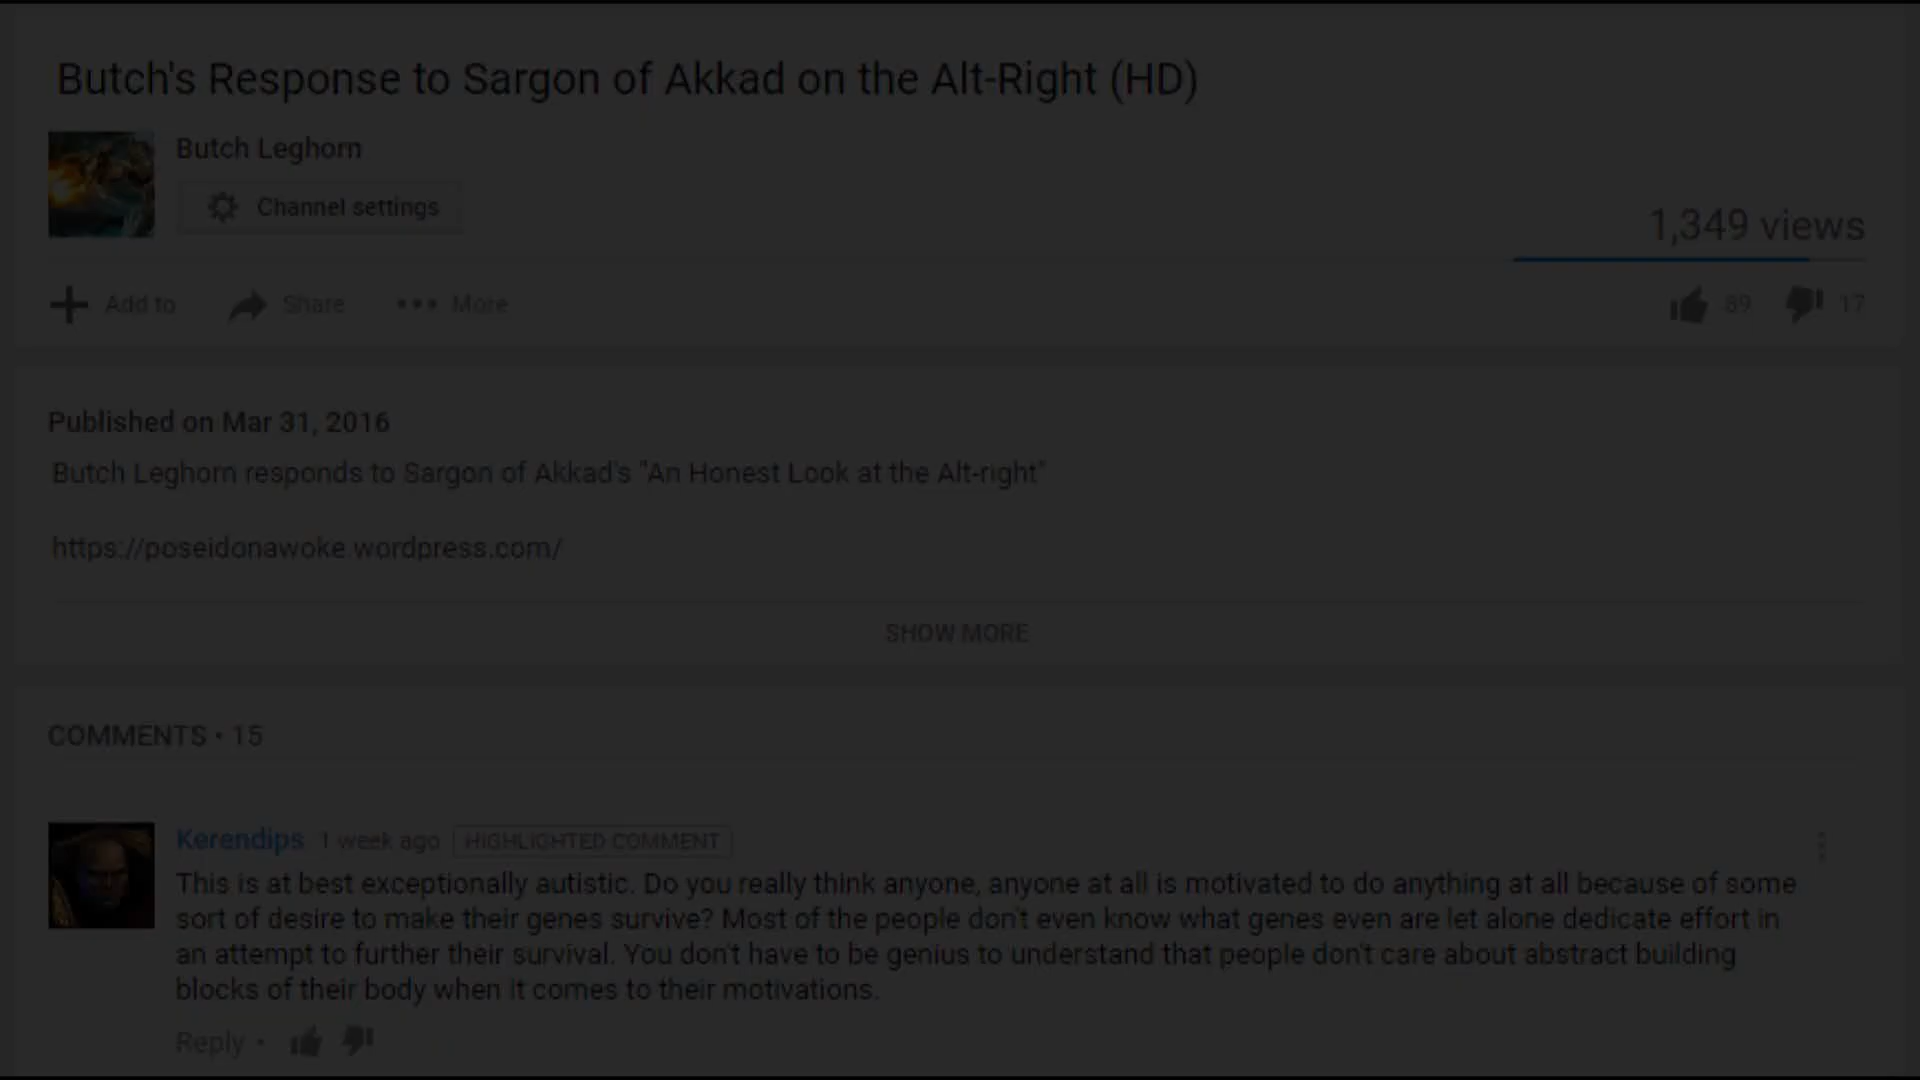 Butch's Response to Sargon of Akkad on the Alt-Right (HD)
Butch Leghorn
Channel settings
1,349 views
Add to Share More 89 17
Published on Mar 31, 2016
Butch Leghorn responds to Sargon of Akkad's "An Honest Look at the Alt-right"
https://poseidonawoke.wordpress.com/
SHOW MORE
COMMENTS • 15
Kerendips 1 week ago HIGHLIGHTED COMMENT
This is at best exceptionally autistic. Do you really think anyone, anyone at all is motivated to do anything at all because of some
sort of desire to make their genes survive? Most of the people don't even know what genes even are let alone dedicate effort in
an attempt to further their survival. You don't have to be genius to understand that people don't care about abstract building
blocks of their body when it comes to their motivations.
Reply •